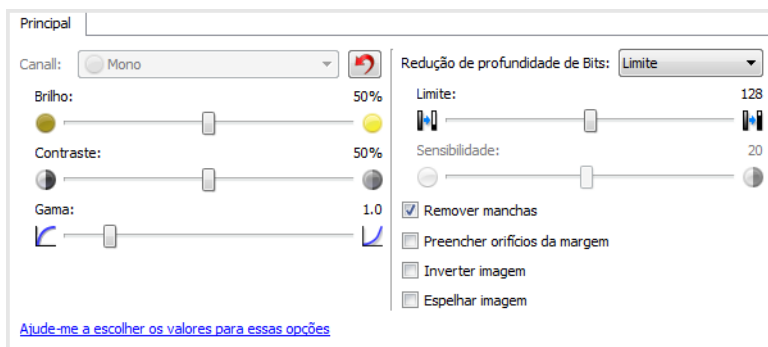 Principal
Canall: Mono
Brilho: 50%
Contraste: 50%
Gama: 1.0
Ajude-me a escolher os valores para essas opções
Redução de profundidade de Bits: Limite
Limite: 128
Sensibilidade: 20
Remover manchas
Preencher orifícios da margem
Inverter imagem
Espelhar imagem